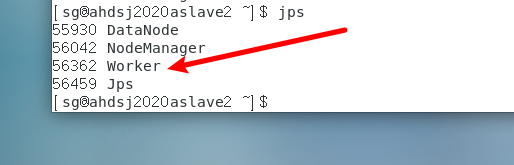 [sg@ahdsj2020aslave2 ~]$ jps
55930 DataNode
56042 NodeManager
56362 Worker
56459 Jps
[sg@ahdsj2020aslave2 ~]$